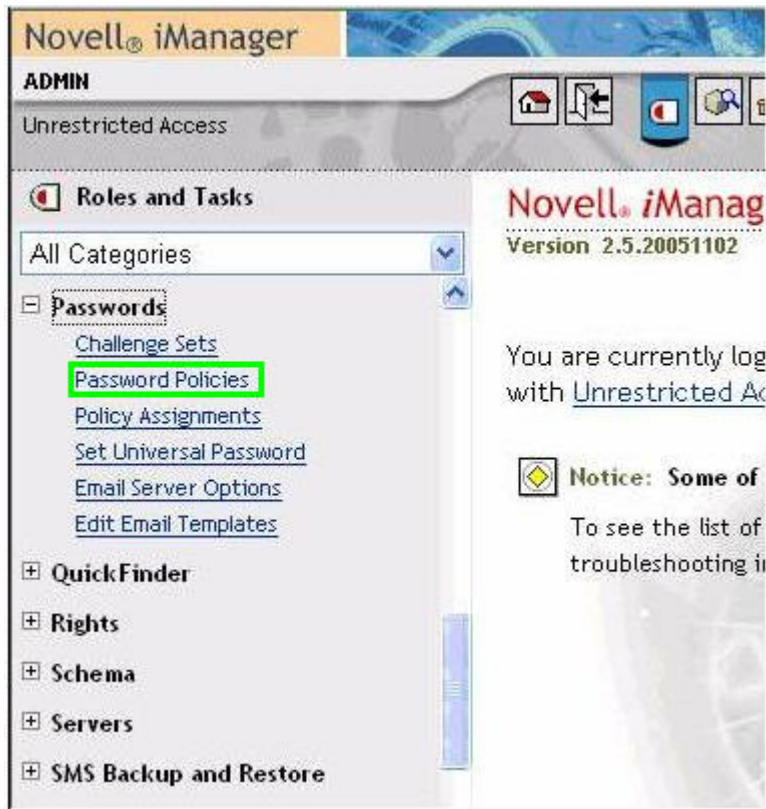 Novell® iManager
ADMIN
Unrestricted Access
Roles and Tasks
All Categories
Passwords
Challenge Sets
Password Policies
Policy Assignments
Set Universal Password
Email Server Options
Edit Email Templates
QuickFinder
Rights
Schema
Servers
SMS Backup and Restore
Novell® iManag
Version 2.5.20051102
You are currently log
with Unrestricted Ac
Notice: Some of
To see the list of
troubleshooting i